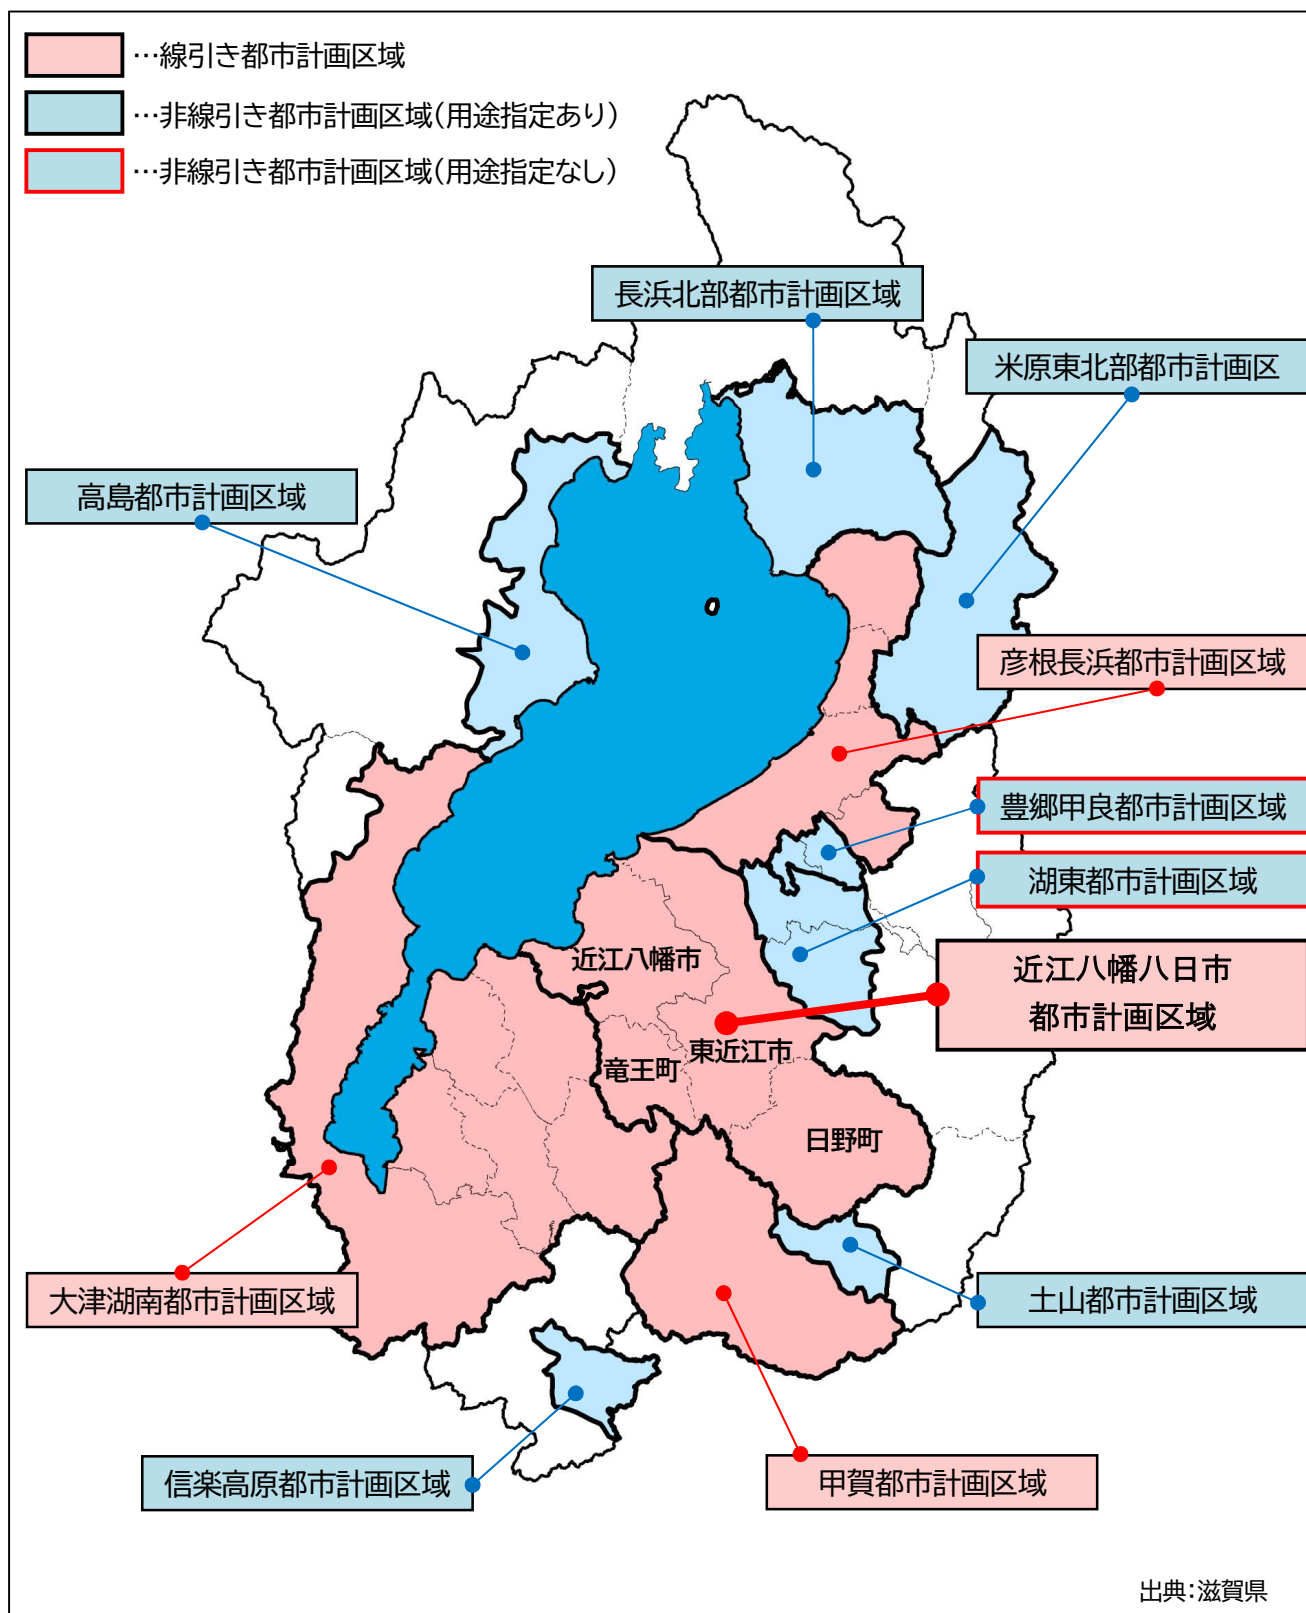 …線引き都市計画区域
…非線引き都市計画区域(用途指定あり)
…非線引き都市計画区域(用途指定なし)
長浜北部都市計画区域
米原東北部都市計画区
高島都市計画区域
彦根長浜都市計画区域
豊郷甲良都市計画区域
湖東都市計画区域
近江八幡八日市
都市計画区域
近江八幡市
東近江市
竜王町
日野町
大津湖南都市計画区域
土山都市計画区域
信楽高原都市計画区域
甲賀都市計画区域
出典:滋賀県